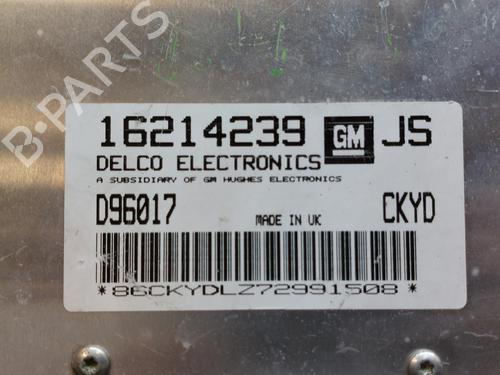 B-PARTS
16214239 GM JS
DELCO ELECTRONICS
A SUBSIDIARY OF GM HUGHES ELECTRONICS
D96017 MADE IN UK CKYD
*86CKYDLZ72991508*